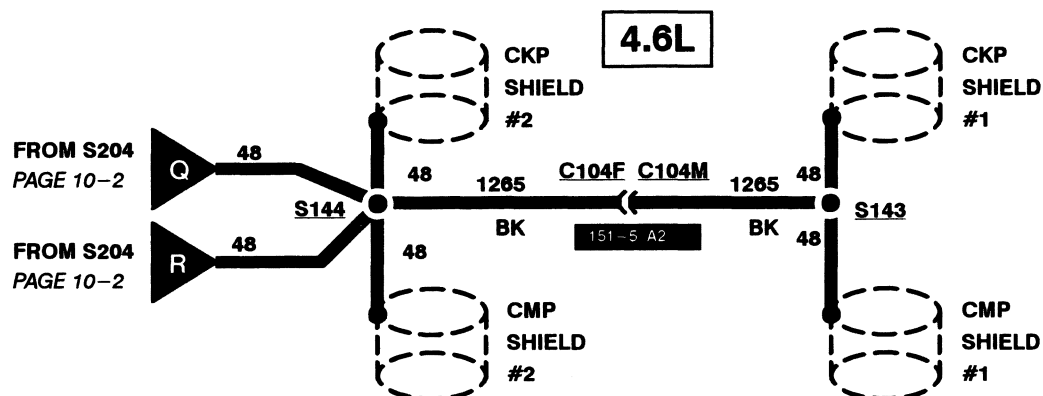 4.6L
CKP
SHIELD
#2
CKP
SHIELD
#1
FROM S204
PAGE 10-2
Q
48
48
1265
C104F
C104M
1265
48
S144
BK
151-5 A2
BK
S143
FROM S204
PAGE 10-2
R
48
48
48
CMP
SHIELD
#2
CMP
SHIELD
#1